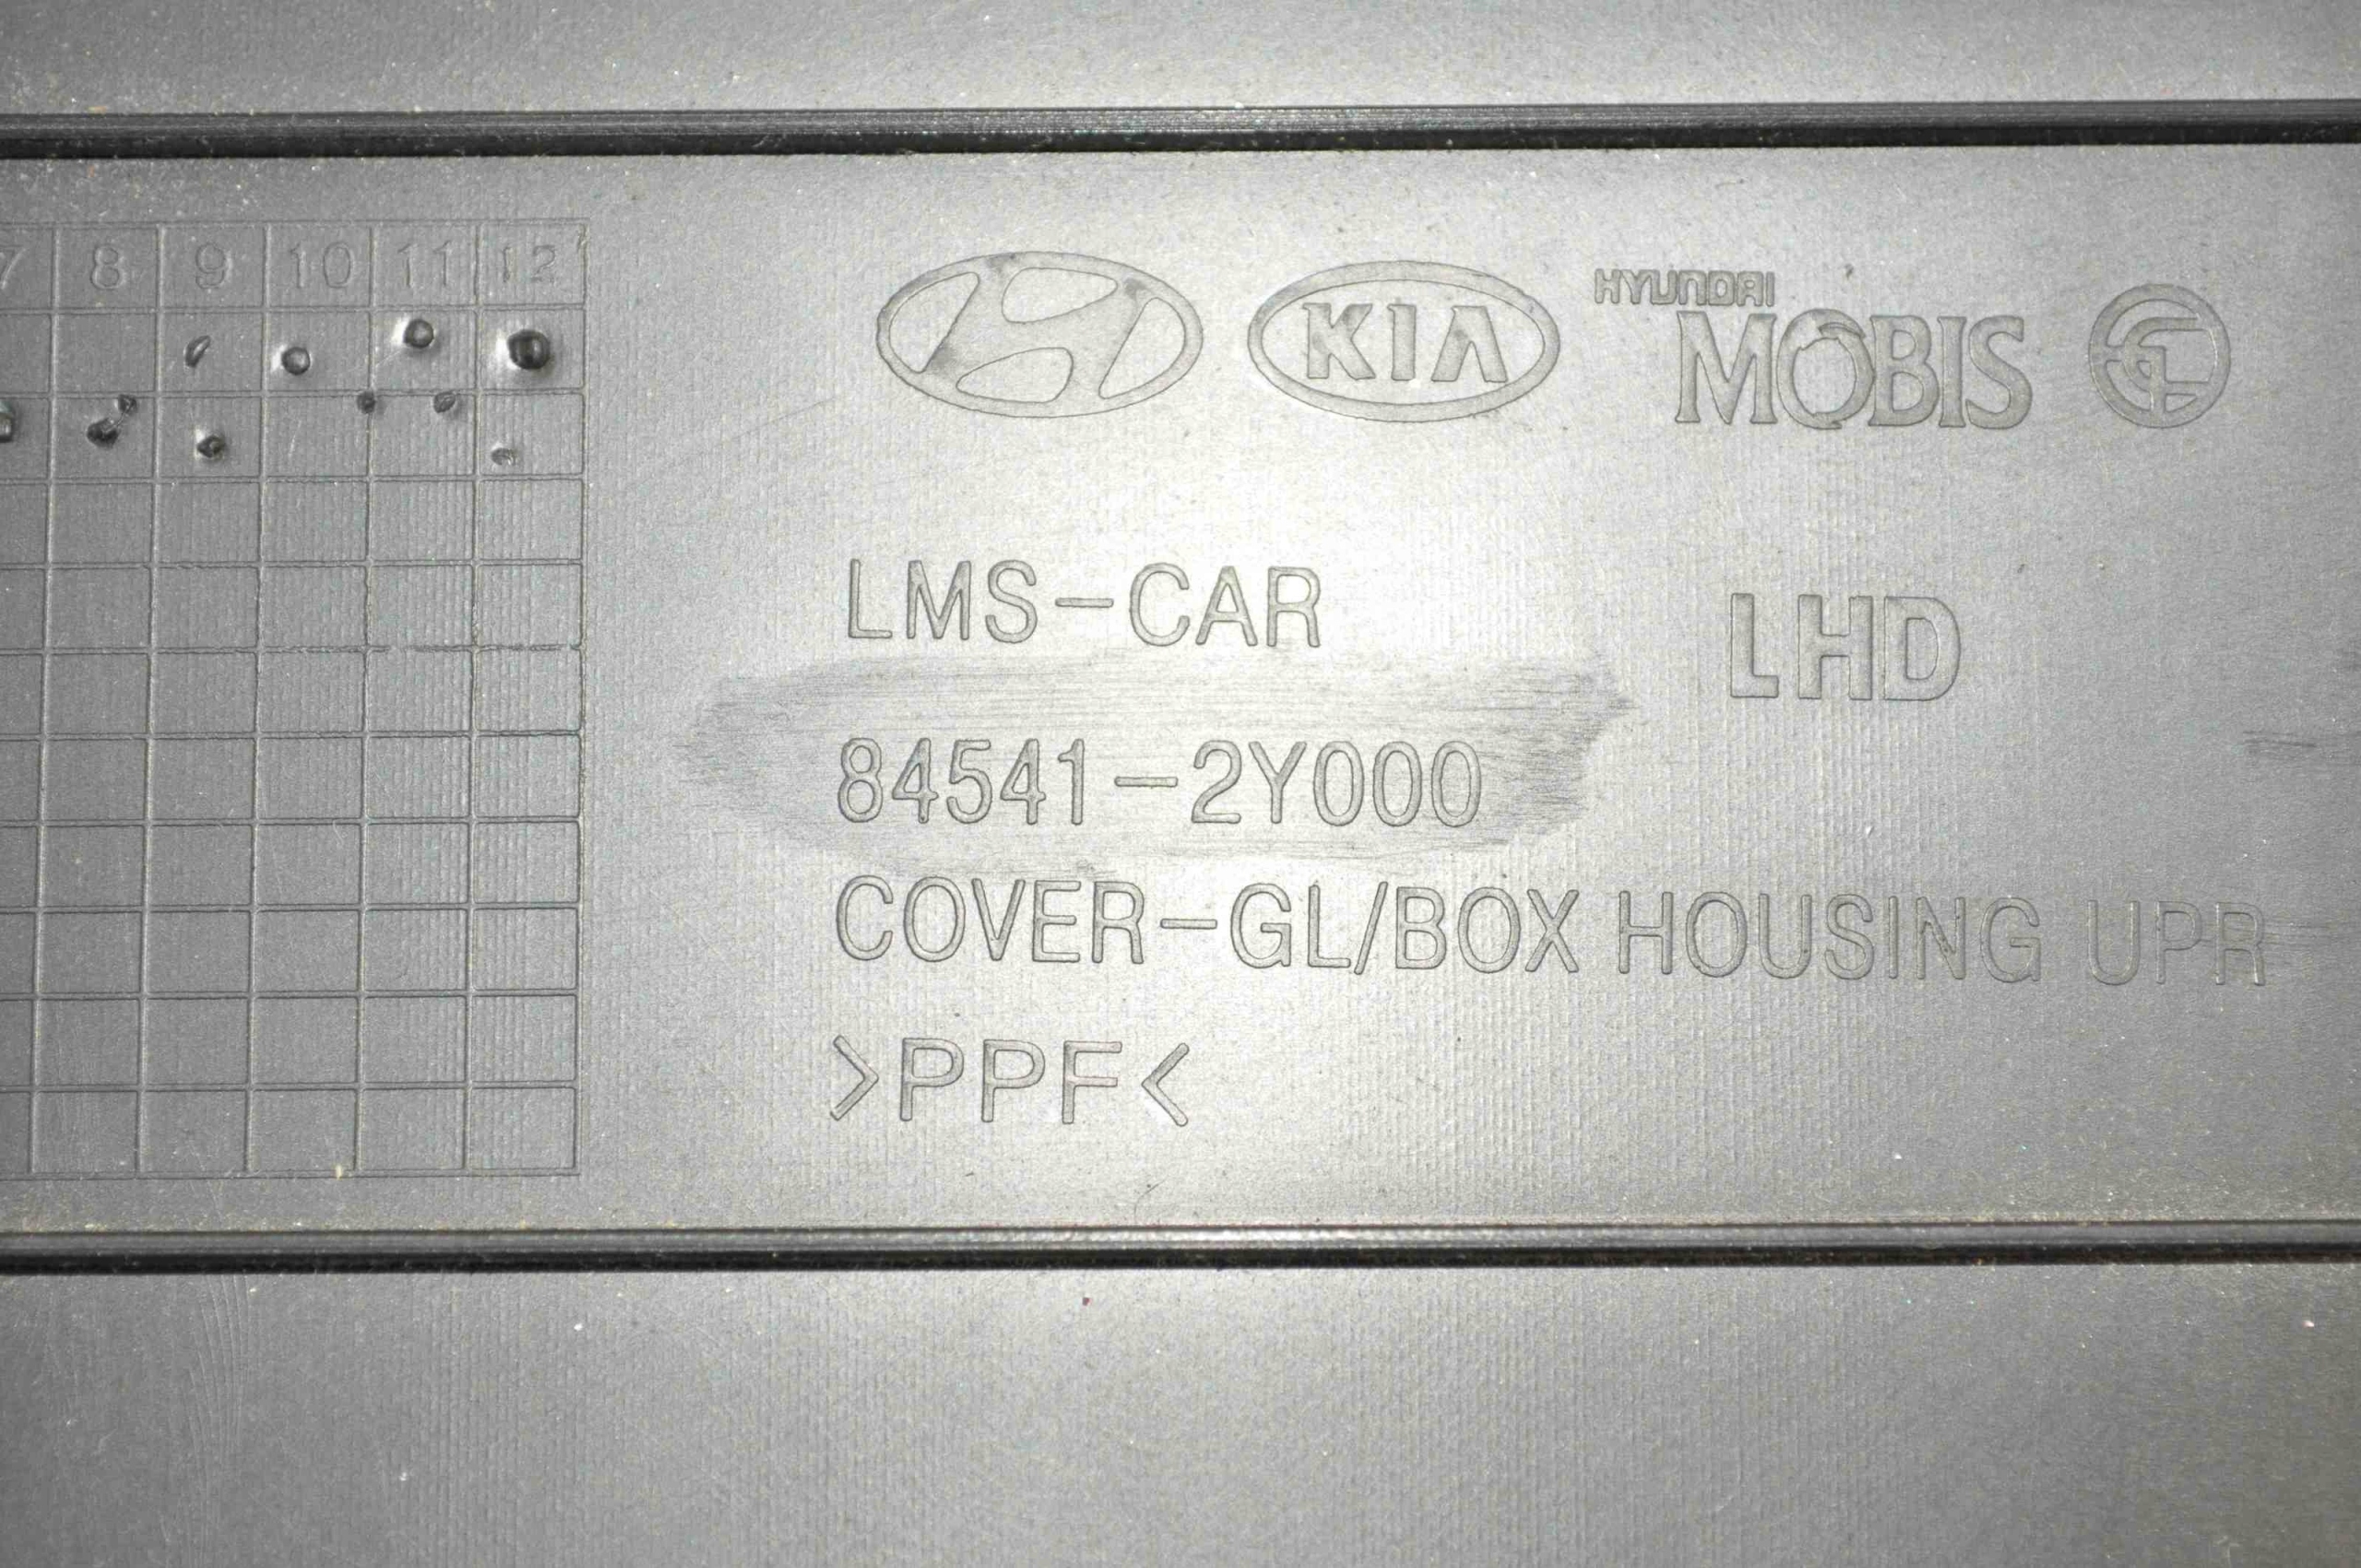 7 8 9 10 11 12
KIA
HYUNDAI
MOBIS
LMS-CAR
LHD
84541-2Y000
COVER-GL/BOX HOUSING UPR
>PPF<